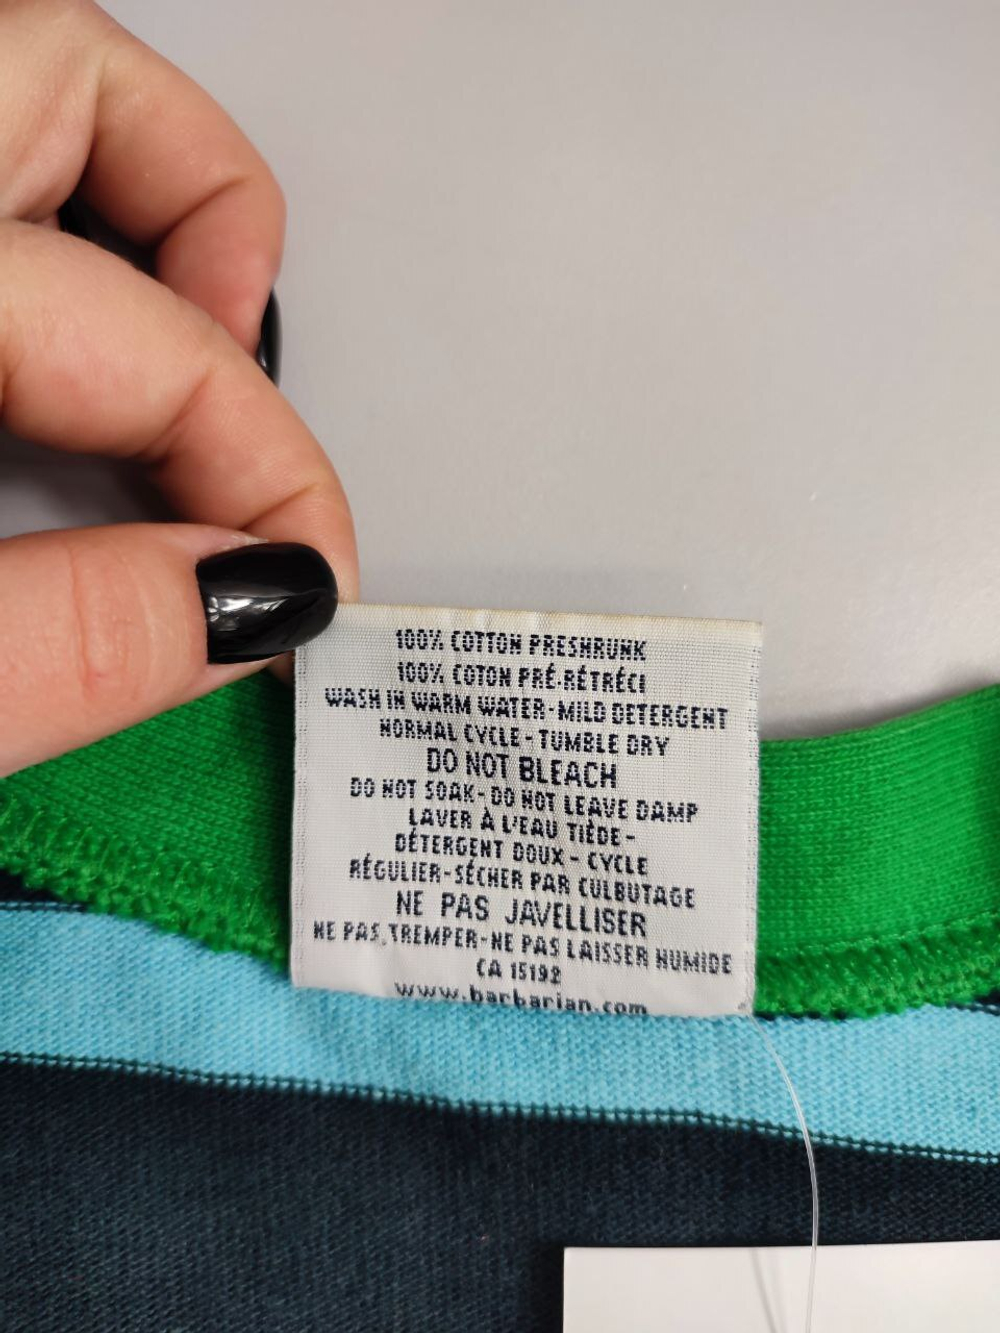 100% COTTON PRESHRUNK
100% COTON PRÉ-RÉTRÉCI
WASH IN WARM WATER-MILD DETERGENT
NORMAL CYCLE-TUMBLE DRY
DO NOT BLEACH
DO NOT SOAK-DO NOT LEAVE DAMP
LAVER À L'EAU TIÈDE-
DÉTERGENT DOUX-CYCLE
RÉGULIER-SÉCHER PAR CULBUTAGE
NE PAS JAVELLISER
NE PAS TREMPER-NE PAS LAISSER HUMIDE
CA 15192
www.barbarian.com